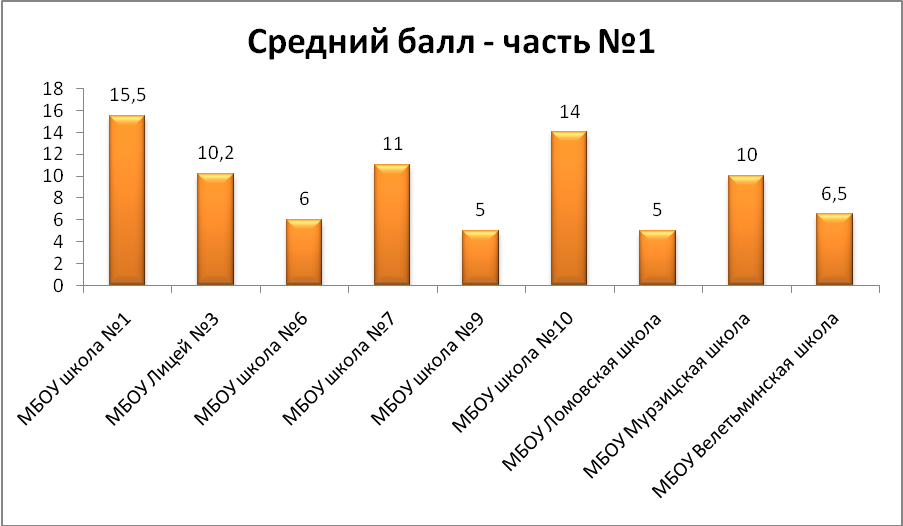 Средний балл - часть №1
18
16
14
12
10
8
6
4
2
0
15,5
10,2
6
11
5
14
5
10
6,5
МБОУ школа №1
МБОУ Лицей №3
МБОУ школа №6
МБОУ школа №7
МБОУ школа №9
МБОУ школа №10
МБОУ Ломовская школа
МБОУ Мурзицская школа
МБОУ Велетьминская школа